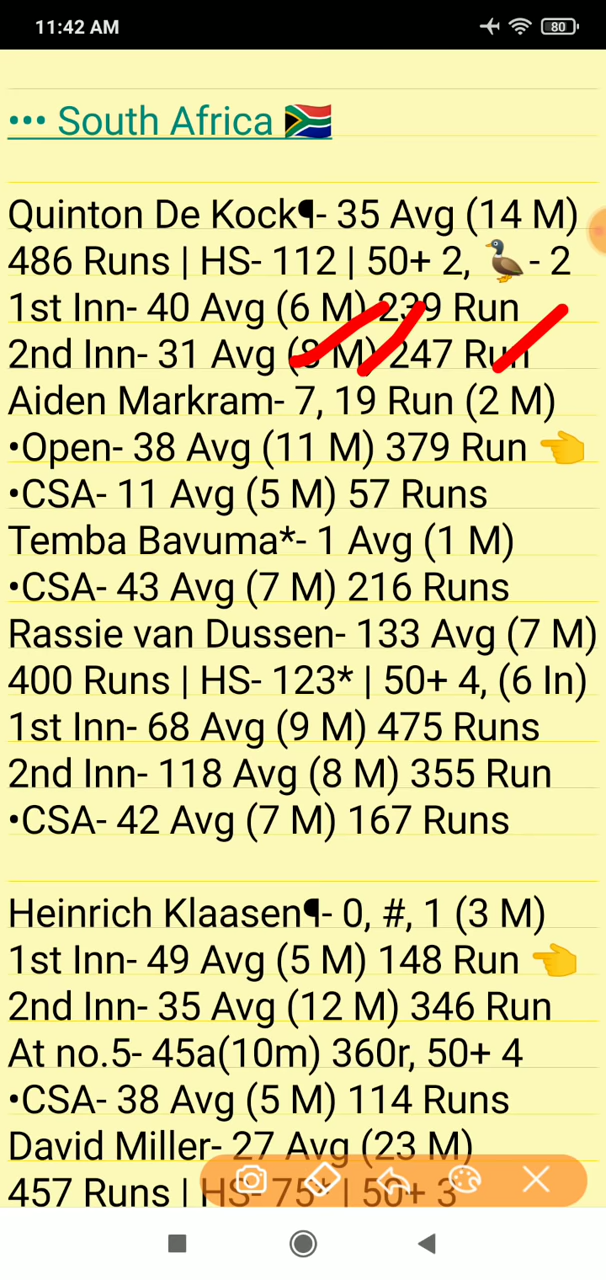 11:42 AM
80
••• South Africa 🇿🇦
Quinton De Kock¶- 35 Avg (14 M)
486 Runs | HS- 112 | 50+ 2, 🦆- 2
1st Inn- 40 Avg (6 M) 239 Run
2nd Inn- 31 Avg (8 M) 247 Run
Aiden Markram- 7, 19 Run (2 M)
•Open- 38 Avg (11 M) 379 Run 👈
•CSA- 11 Avg (5 M) 57 Runs
Temba Bavuma*- 1 Avg (1 M)
•CSA- 43 Avg (7 M) 216 Runs
Rassie van Dussen- 133 Avg (7 M)
400 Runs | HS- 123* | 50+ 4, (6 In)
1st Inn- 68 Avg (9 M) 475 Runs
2nd Inn- 118 Avg (8 M) 355 Run
•CSA- 42 Avg (7 M) 167 Runs
Heinrich Klaasen¶- 0, #, 1 (3 M)
1st Inn- 49 Avg (5 M) 148 Run 👈
2nd Inn- 35 Avg (12 M) 346 Run
At no.5- 45a(10m) 360r, 50+ 4
•CSA- 38 Avg (5 M) 114 Runs
David Miller- 27 Avg (23 M)
457 Runs | HS- 75* | 50+ 3